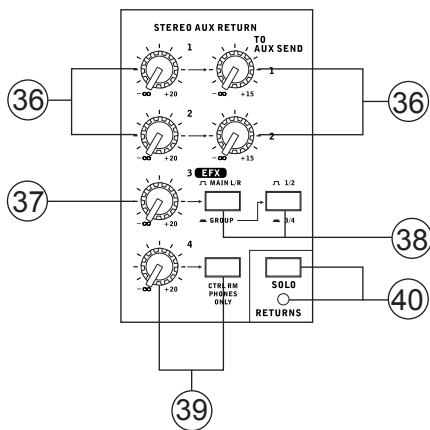 STEREO AUX RETURN
TO
AUX SEND
1
1
36
36
-∞ +20
-∞ +15
2
2
-∞ +20
-∞ +15
3 EFX
MAIN L/R
1/2
37
-∞ +20
GROUP
3/4
38
4
-∞ +20
CTRL RM
PHONES
ONLY
SOLO
40
RETURNS
39